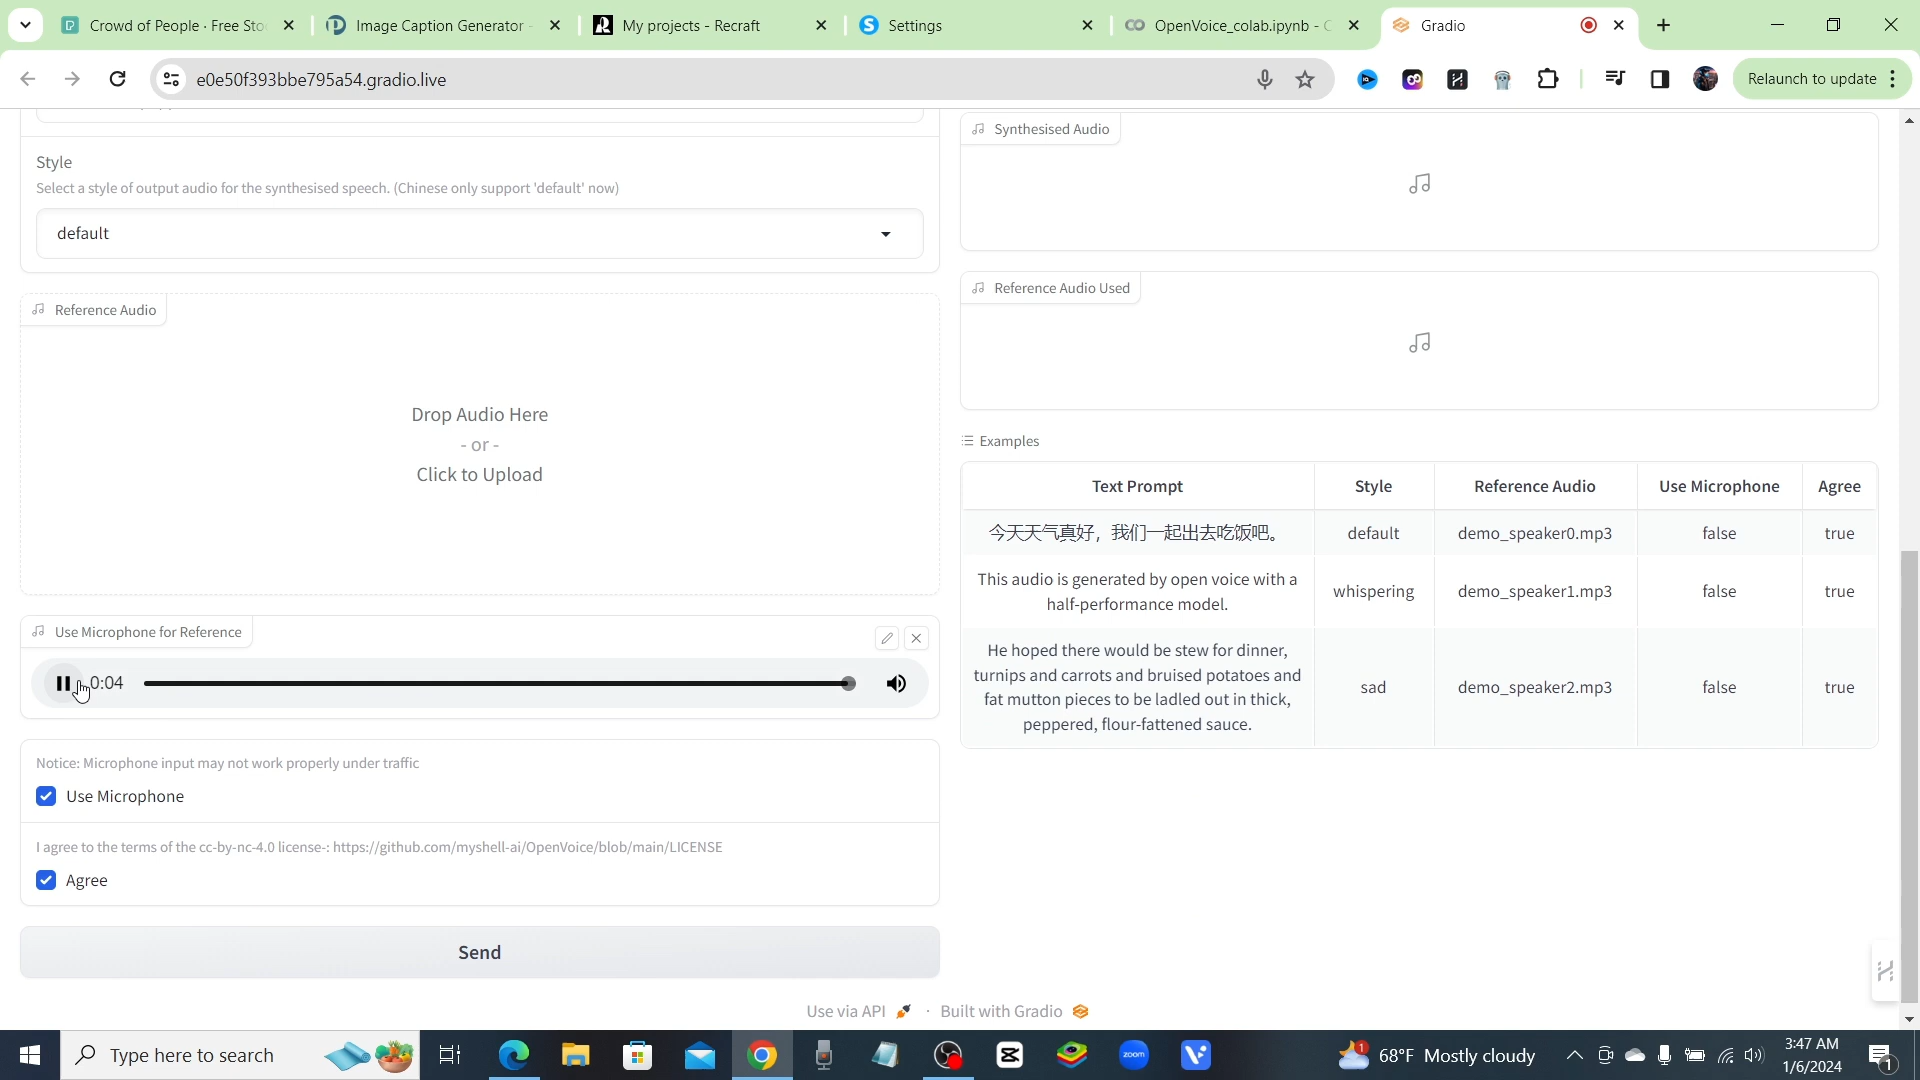 Crowd of People · Free Sto
Image Caption Generator -
My projects - Recraft
Settings
OpenVoice_colab.ipynb - C
Gradio
e0e50f393bbe795a54.gradio.live
Relaunch to update
Style
Select a style of output audio for the synthesised speech. (Chinese only support 'default' now)
default
Reference Audio
Drop Audio Here
- or -
Click to Upload
Use Microphone for Reference
0:04
Notice: Microphone input may not work properly under traffic
Use Microphone
I agree to the terms of the cc-by-nc-4.0 license-: https://github.com/myshell-ai/OpenVoice/blob/main/LICENSE
Agree
Send
Synthesised Audio
Reference Audio Used
Examples
Text Prompt Style Reference Audio Use Microphone Agree
今天天气真好，我们一起出去吃饭吧。 default demo_speaker0.mp3 false true
This audio is generated by open voice with a
half-performance model.
whispering demo_speaker1.mp3 false true
He hoped there would be stew for dinner,
turnips and carrots and bruised potatoes and
fat mutton pieces to be ladled out in thick,
peppered, flour-fattened sauce.
sad demo_speaker2.mp3 false true
Use via API · Built with Gradio
Type here to search
zoom
1
68°F Mostly cloudy
3:47 AM
1/6/2024
1